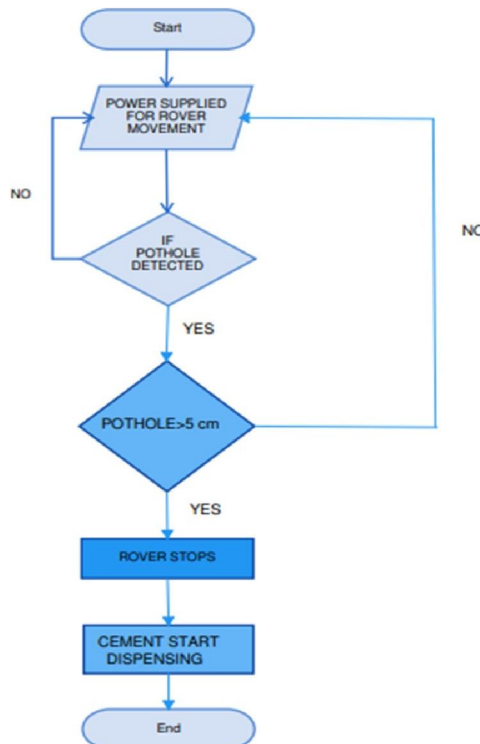 Start
POWER SUPPLIED
FOR ROVER
MOVEMENT
NO
IF
POTHOLE
DETECTED
NO
YES
POTHOLE>5 cm
YES
ROVER STOPS
CEMENT START
DISPENSING
End